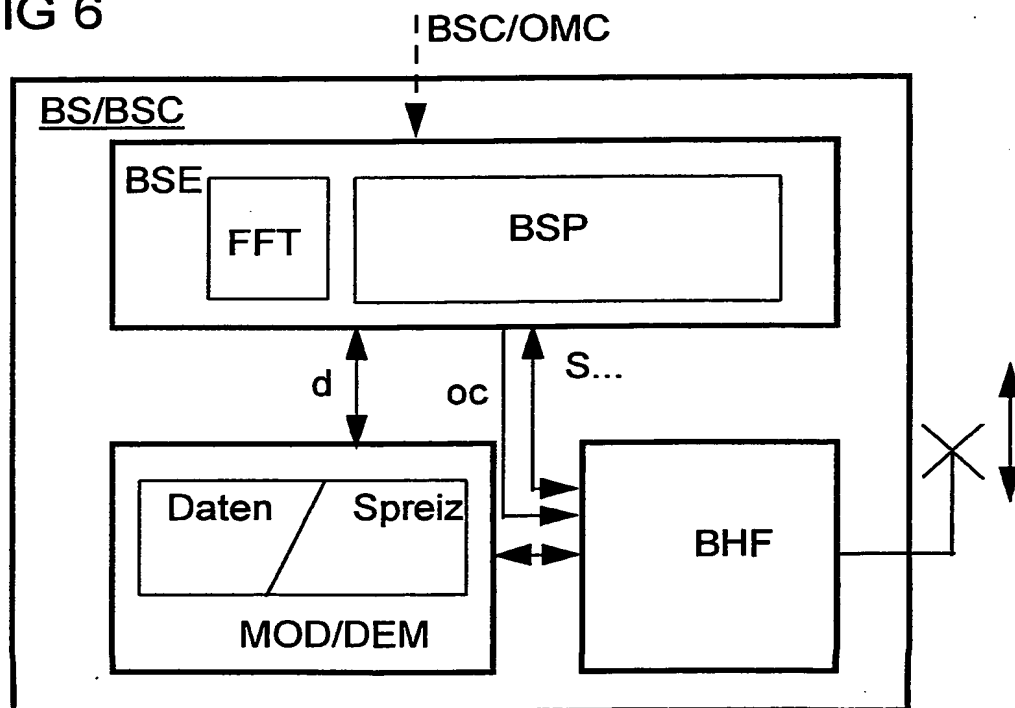 IG 6
BSC/OMC
BS/BSC
BSE
FFT
BSP
d
oc
S...
Daten
Spreiz
BHF
MOD/DEM